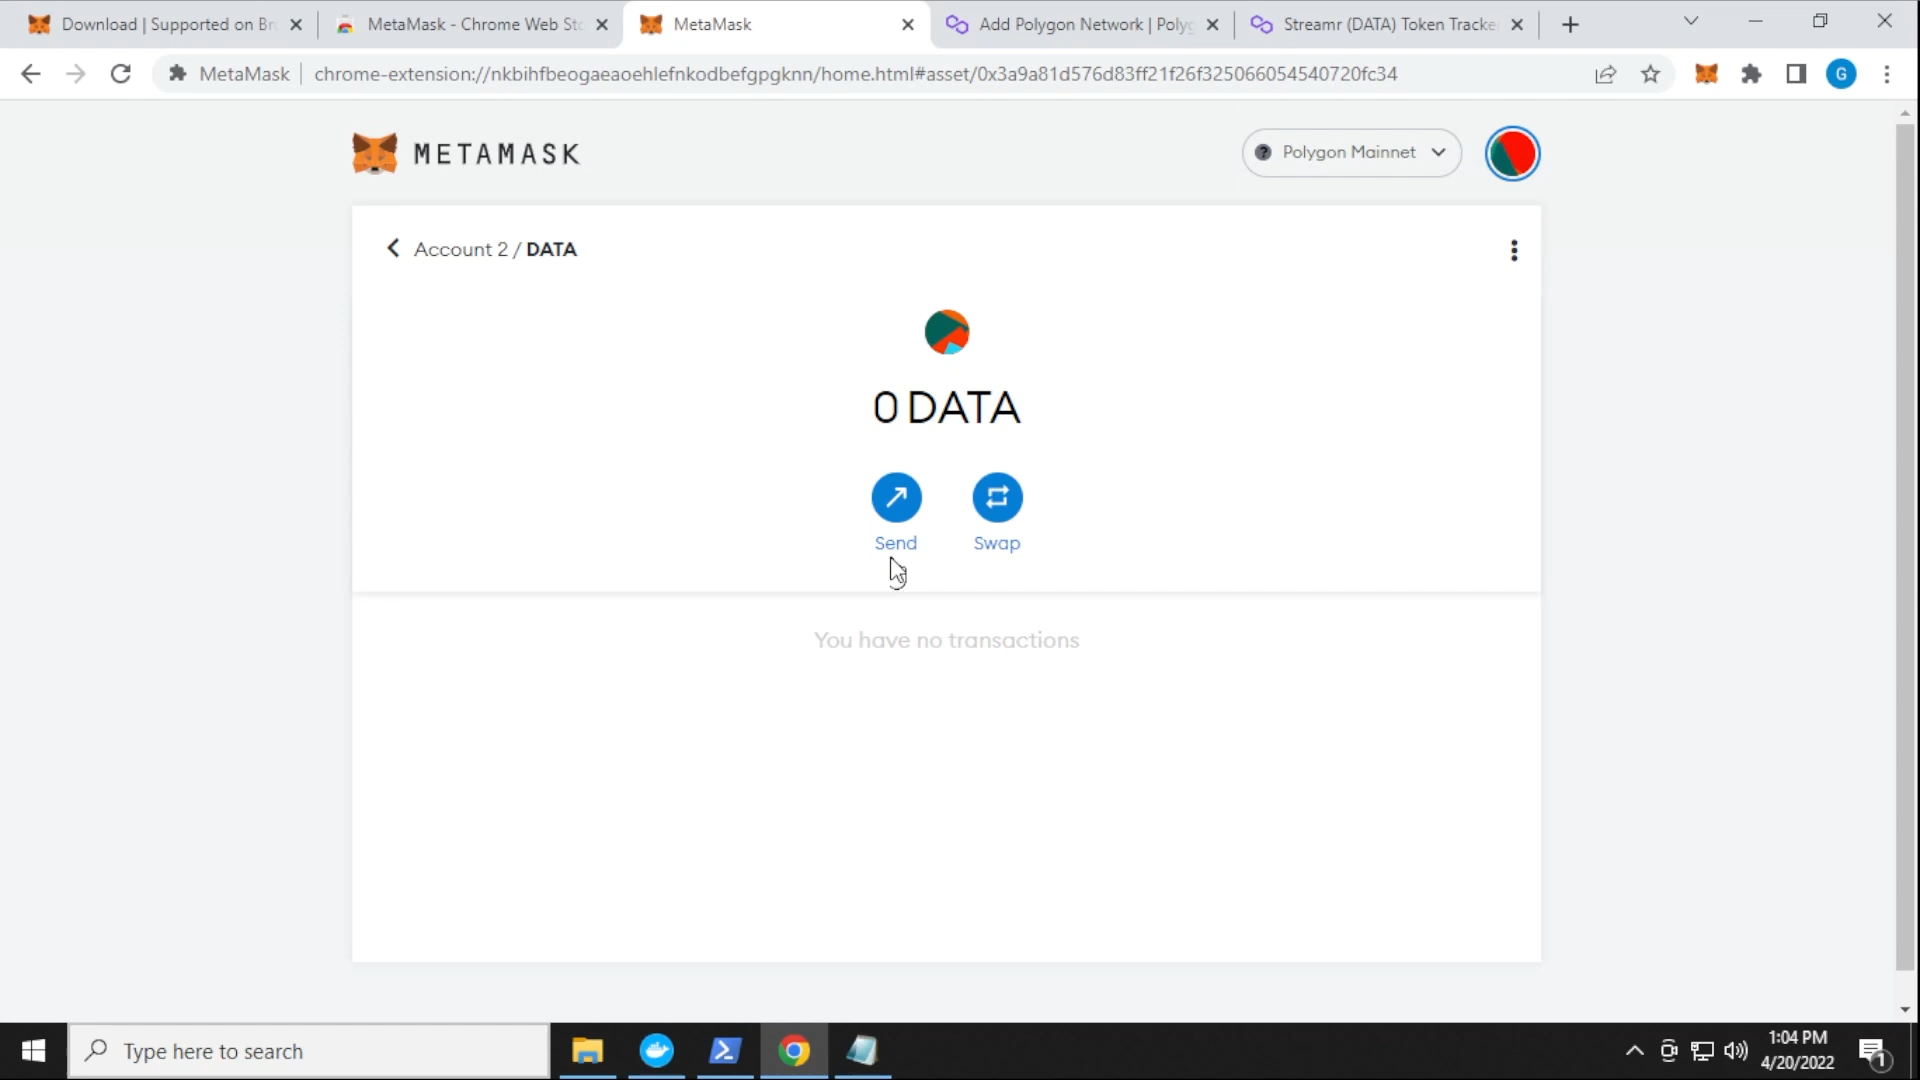 Download | Supported on Br
MetaMask - Chrome Web Sto
MetaMask
Add Polygon Network | Polyg
Streamr (DATA) Token Tracke
MetaMask
chrome-extension://nkbihfbeogaeaoehlefnkodbefgpgknn/home.html#asset/0x3a9a81d576d83ff21f26f325066054540720fc34
G
METAMASK
Polygon Mainnet
Account 2 / DATA
0 DATA
Send
Swap
You have no transactions
Type here to search
1:04 PM
4/20/2022
1